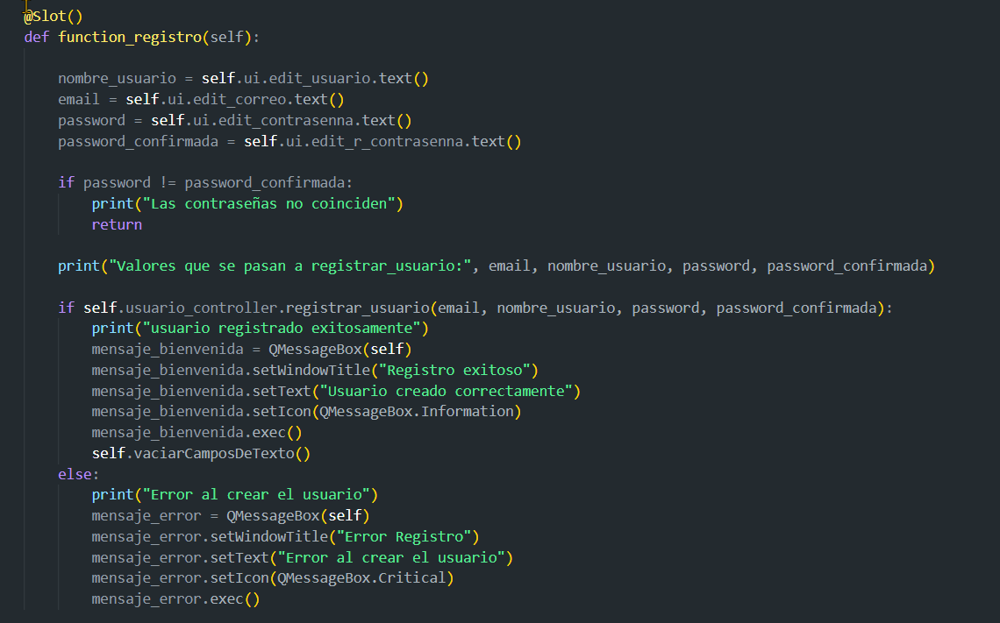 @Slot()
def function_registro(self):
nombre_usuario = self.ui.edit_usuario.text()
email = self.ui.edit_correo.text()
password = self.ui.edit_contrasenna.text()
password_confirmada = self.ui.edit_r_contrasenna.text()
if password != password_confirmada:
print("Las contraseñas no coinciden")
return
print("Valores que se pasan a registrar_usuario:", email, nombre_usuario, password, password_confirmada)
if self.usuario_controller.registrar_usuario(email, nombre_usuario, password, password_confirmada):
print("usuario registrado exitosamente")
mensaje_bienvenida = QMessageBox(self)
mensaje_bienvenida.setWindowTitle("Registro exitoso")
mensaje_bienvenida.setText("Usuario creado correctamente")
mensaje_bienvenida.setIcon(QMessageBox.Information)
mensaje_bienvenida.exec()
self.vaciarCamposDeTexto()
else:
print("Error al crear el usuario")
mensaje_error = QMessageBox(self)
mensaje_error.setWindowTitle("Error Registro")
mensaje_error.setText("Error al crear el usuario")
mensaje_error.setIcon(QMessageBox.Critical)
mensaje_error.exec()